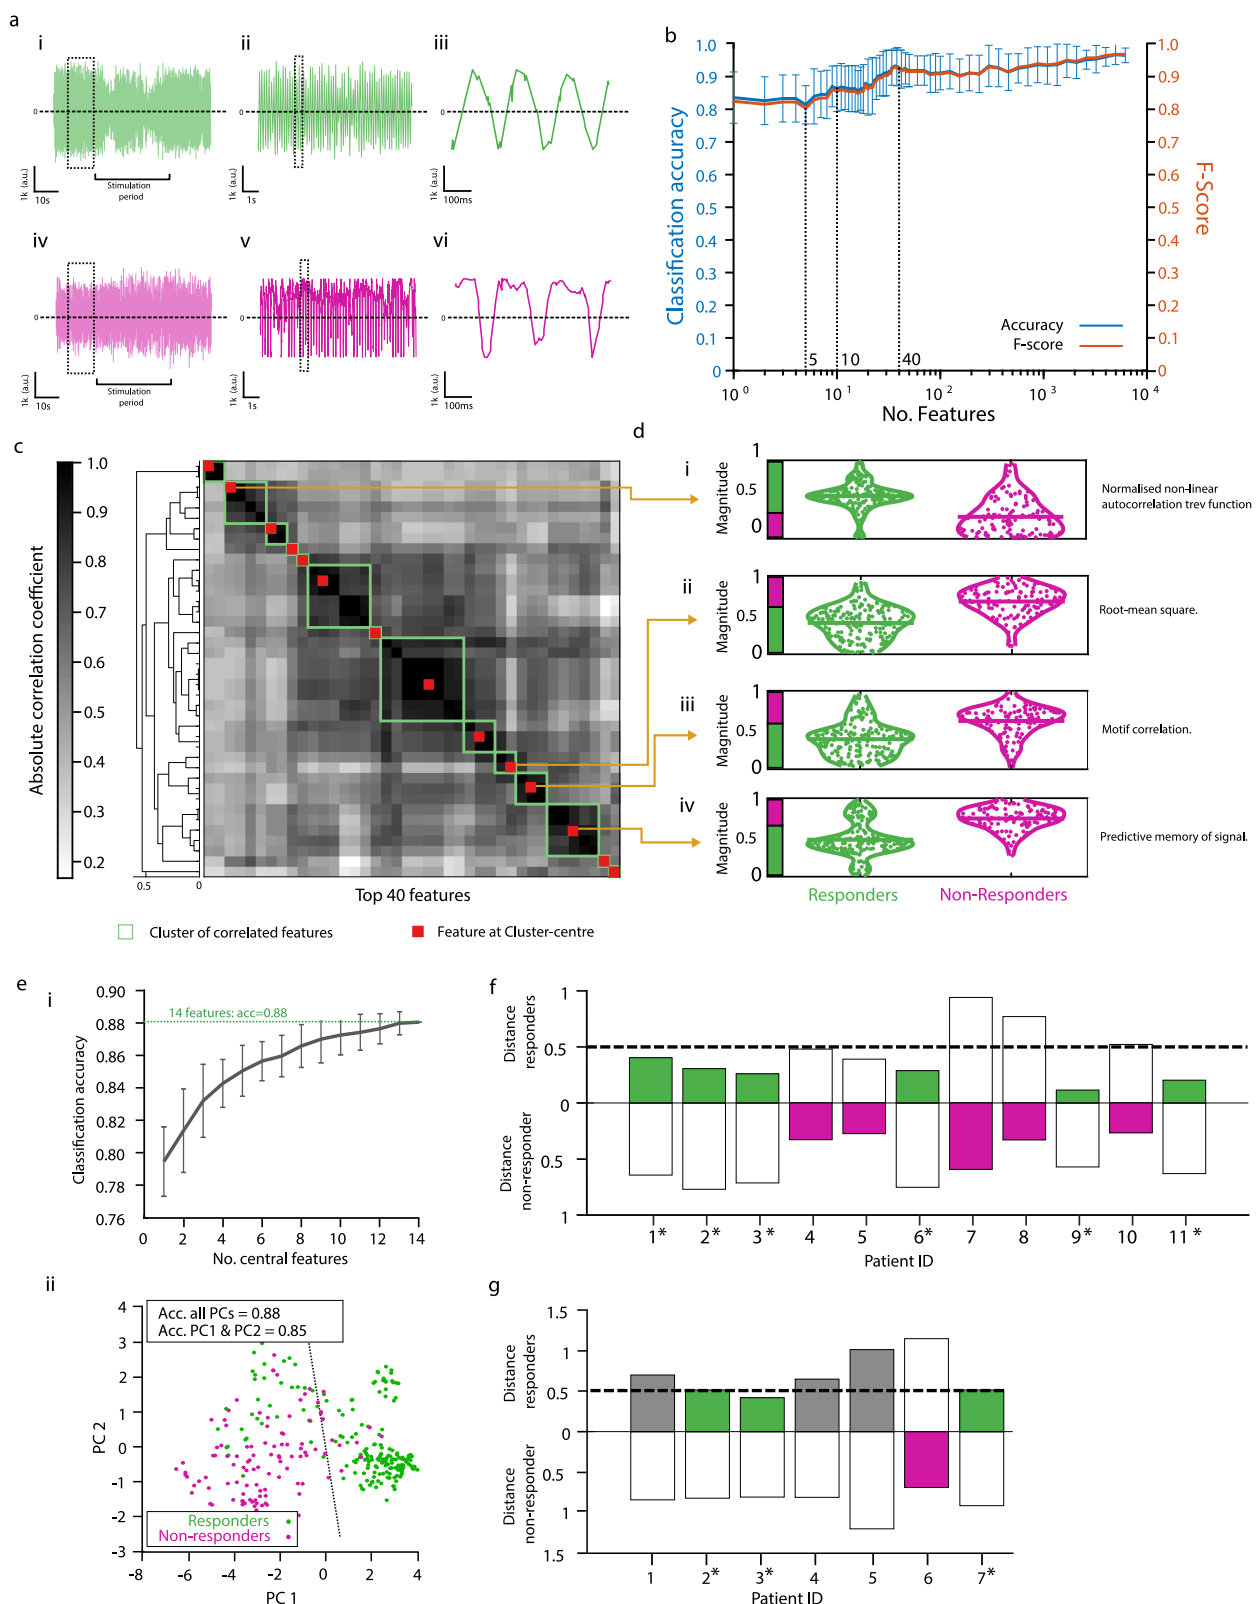 a
i
ii
iii
0
0
0
Stimulation
period
1k (a.u.)
10s
1k (a.u.)
1s
1k (a.u.)
100ms
iv
v
vi
0
0
0
Stimulation
period
1k (a.u.)
10s
1k (a.u.)
1s
1k (a.u.)
100ms
b
Classification accuracy
1.0
0.9
0.8
0.7
0.6
0.5
0.4
0.3
0.2
0.1
0
F-Score
1.0
0.9
0.8
0.7
0.6
0.5
0.4
0.3
0.2
0.1
0
Accuracy
F-score
5
10
40
10 0
10 1
10 2
10 3
10 4
No. Features
c
Absolute correlation coefficient
1.0
0.9
0.8
0.7
0.6
0.5
0.4
0.3
0.2
0.5
0
Top 40 features
Cluster of correlated features
Feature at Cluster-centre
d
i
Magnitude
1
0.5
0
Normalised non-linear
autocorrelation trev function
ii
Magnitude
1
0.5
0
Root-mean square.
iii
Magnitude
1
0.5
0
Motif correlation.
iv
Magnitude
1
0.5
0
Predictive memory of signal.
Responders
Non-Responders
e
i
Classification accuracy
0.90
0.88
0.86
0.84
0.82
0.80
0.78
0.76
14 features: acc=0.88
0
2
4
6
8
10
12
14
No. central features
ii
Acc. all PCs = 0.88
Acc. PC1 & PC2 = 0.85
PC 2
4
3
2
1
0
-1
-2
-3
Responders
Non-responders
-8
-6
-4
-2
0
2
4
PC 1
f
Distance
responders
Distance
non-responder
1
0.5
0
0.5
1
1*
2*
3*
4
5
6*
7
8
9*
10
11*
Patient ID
g
Distance
responders
Distance
non-responder
1.5
1
0.5
0
0.5
1
1.5
1
2*
3*
4
5
6
7*
Patient ID